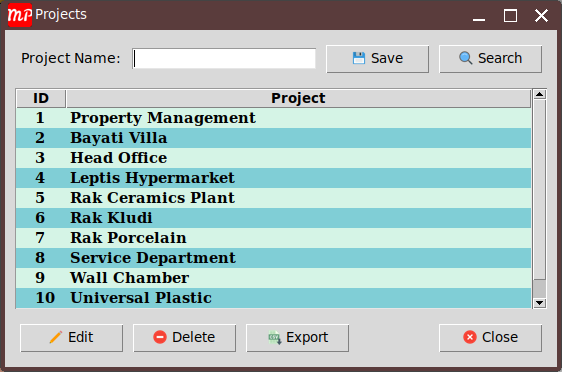 MP Projects
Project Name: Save Search
ID Project
1 Property Management
2 Bayati Villa
3 Head Office
4 Leptis Hypermarket
5 Rak Ceramics Plant
6 Rak Kludi
7 Rak Porcelain
8 Service Department
9 Wall Chamber
10 Universal Plastic
Edit Delete Export Close